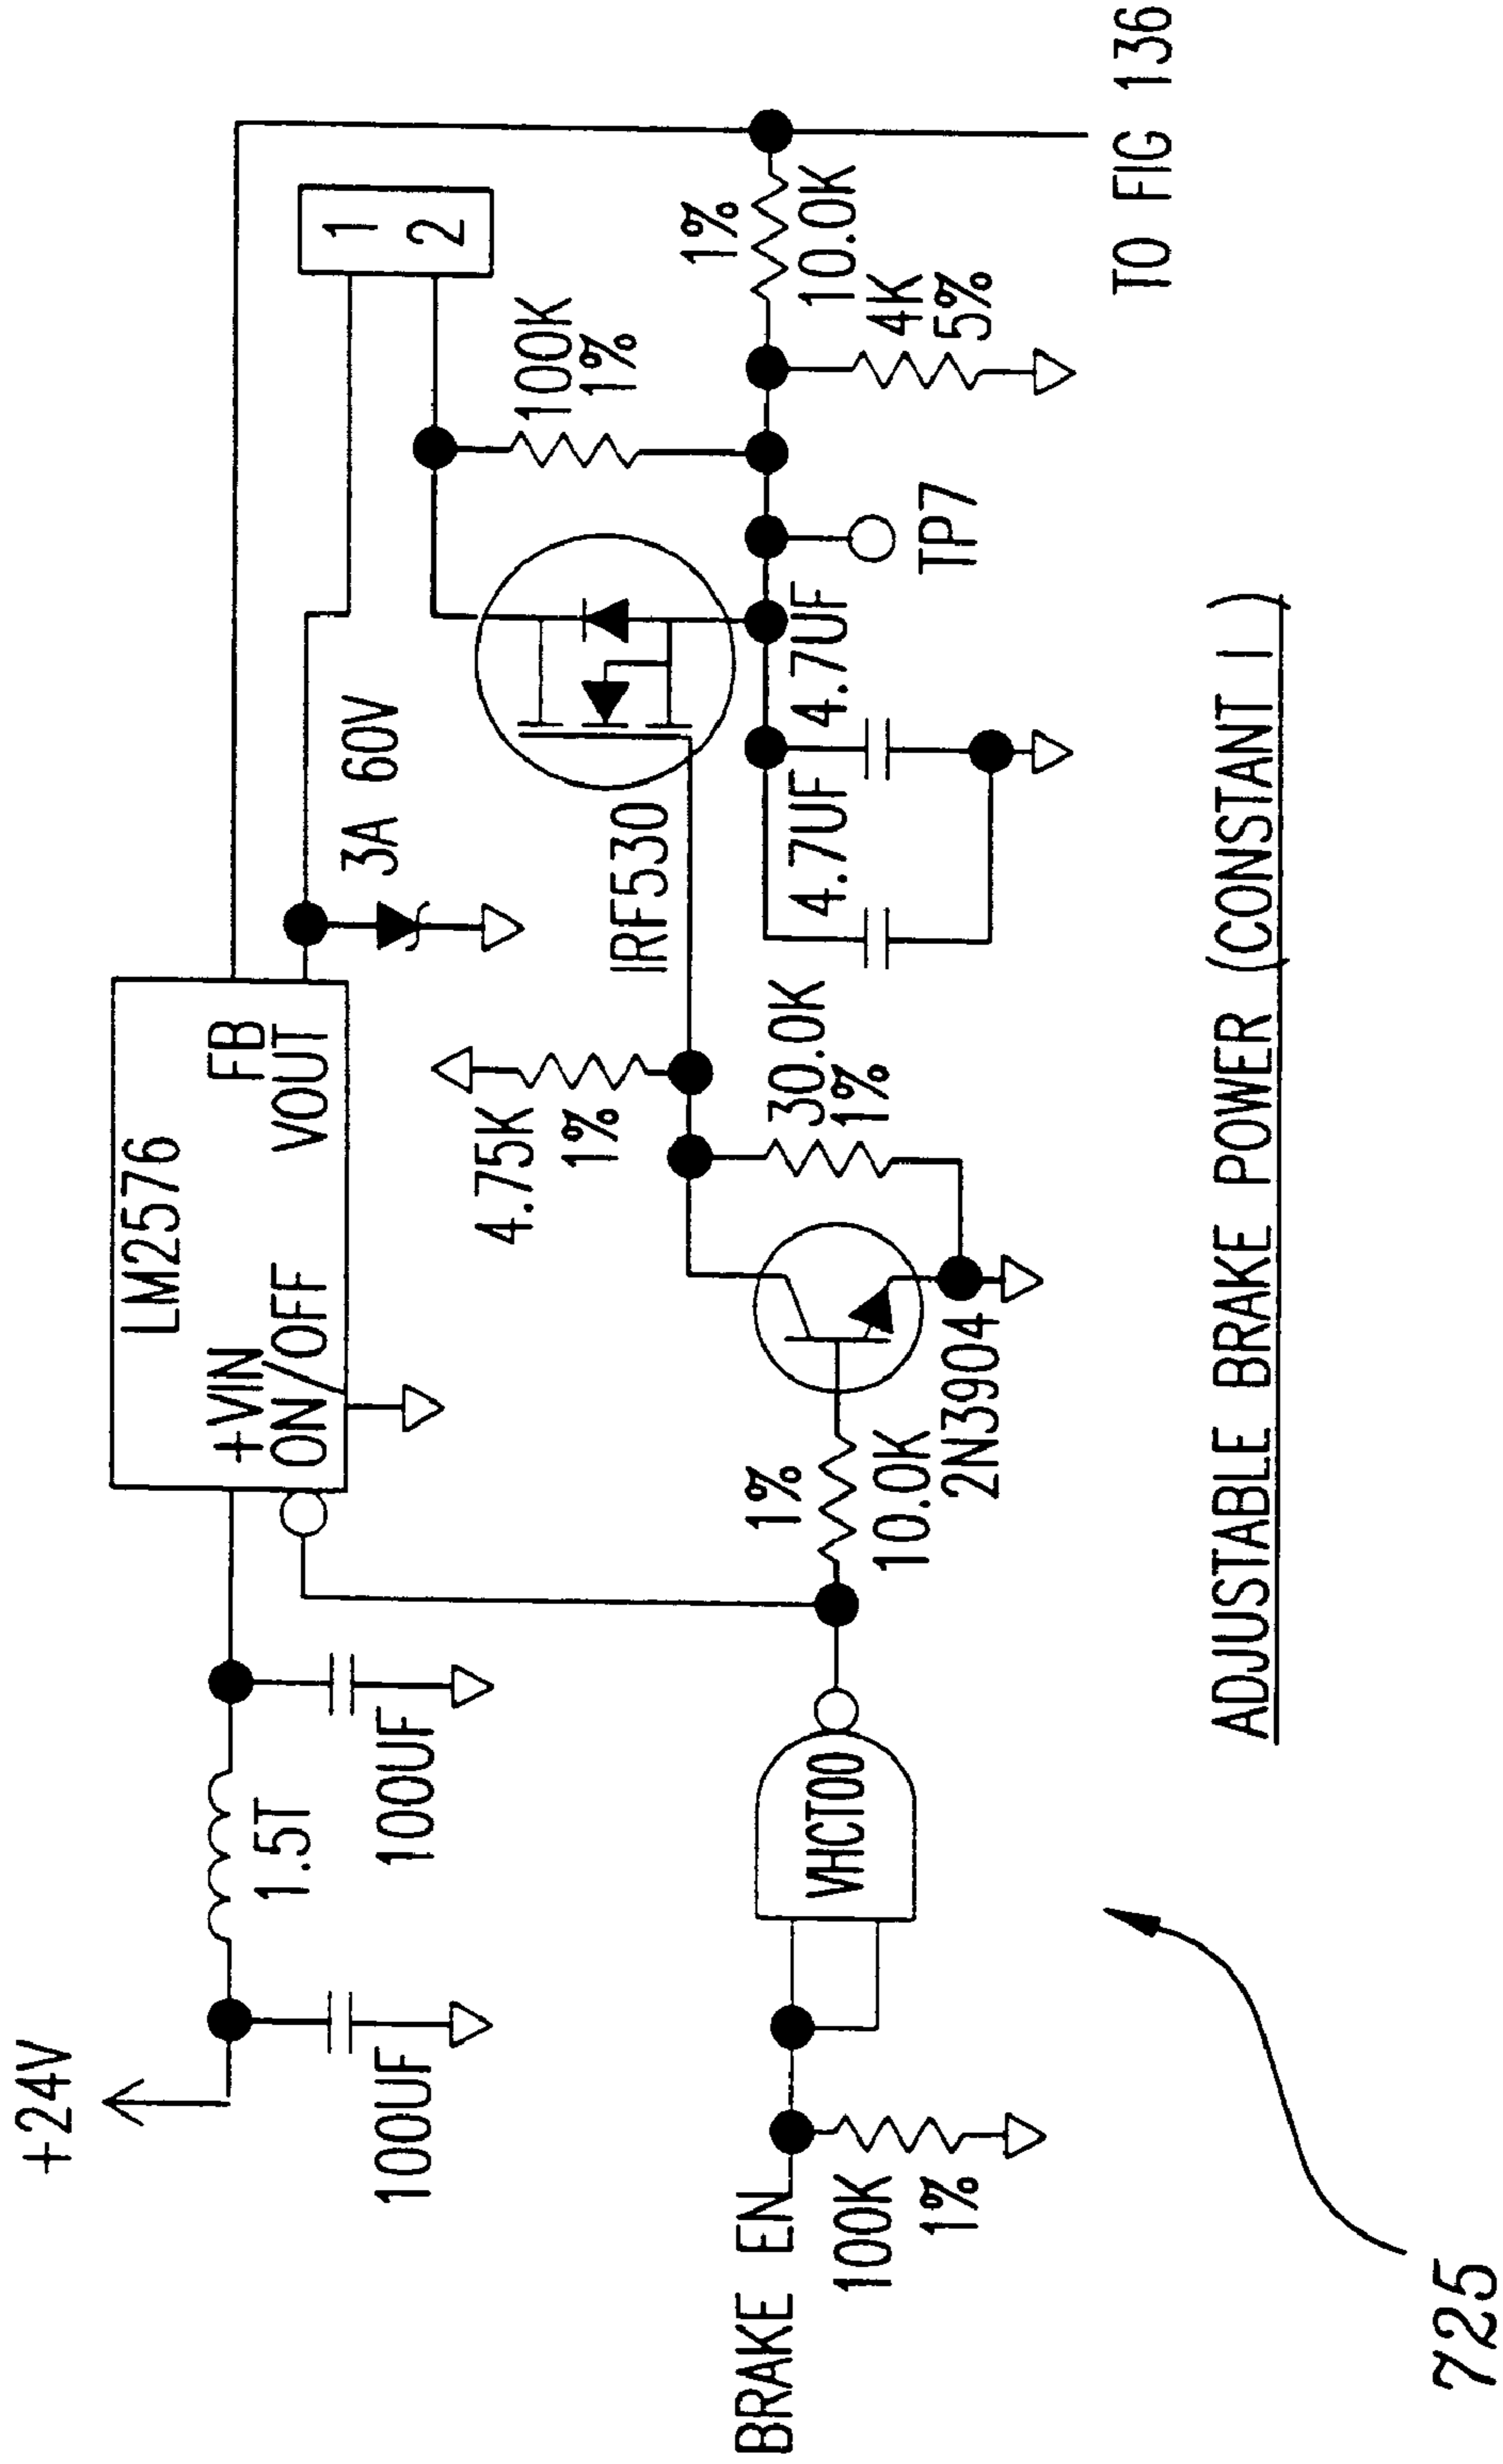 +24V
100UF
1.5T
100UF
LM2576
+VIN
ON/OFF
FB
VOUT
3A 60V
1
2
4.75K
1%
IRF530
100K
1%
BRAKE EN
100K
1%
VHCT00
1%
10.0K
2N3904
30.0K
1%
4.7UF
4.7UF
TP7
1%
10.0K
4K
5%
TO FIG 136
ADJUSTABLE BRAKE POWER (CONSTANT I)
725